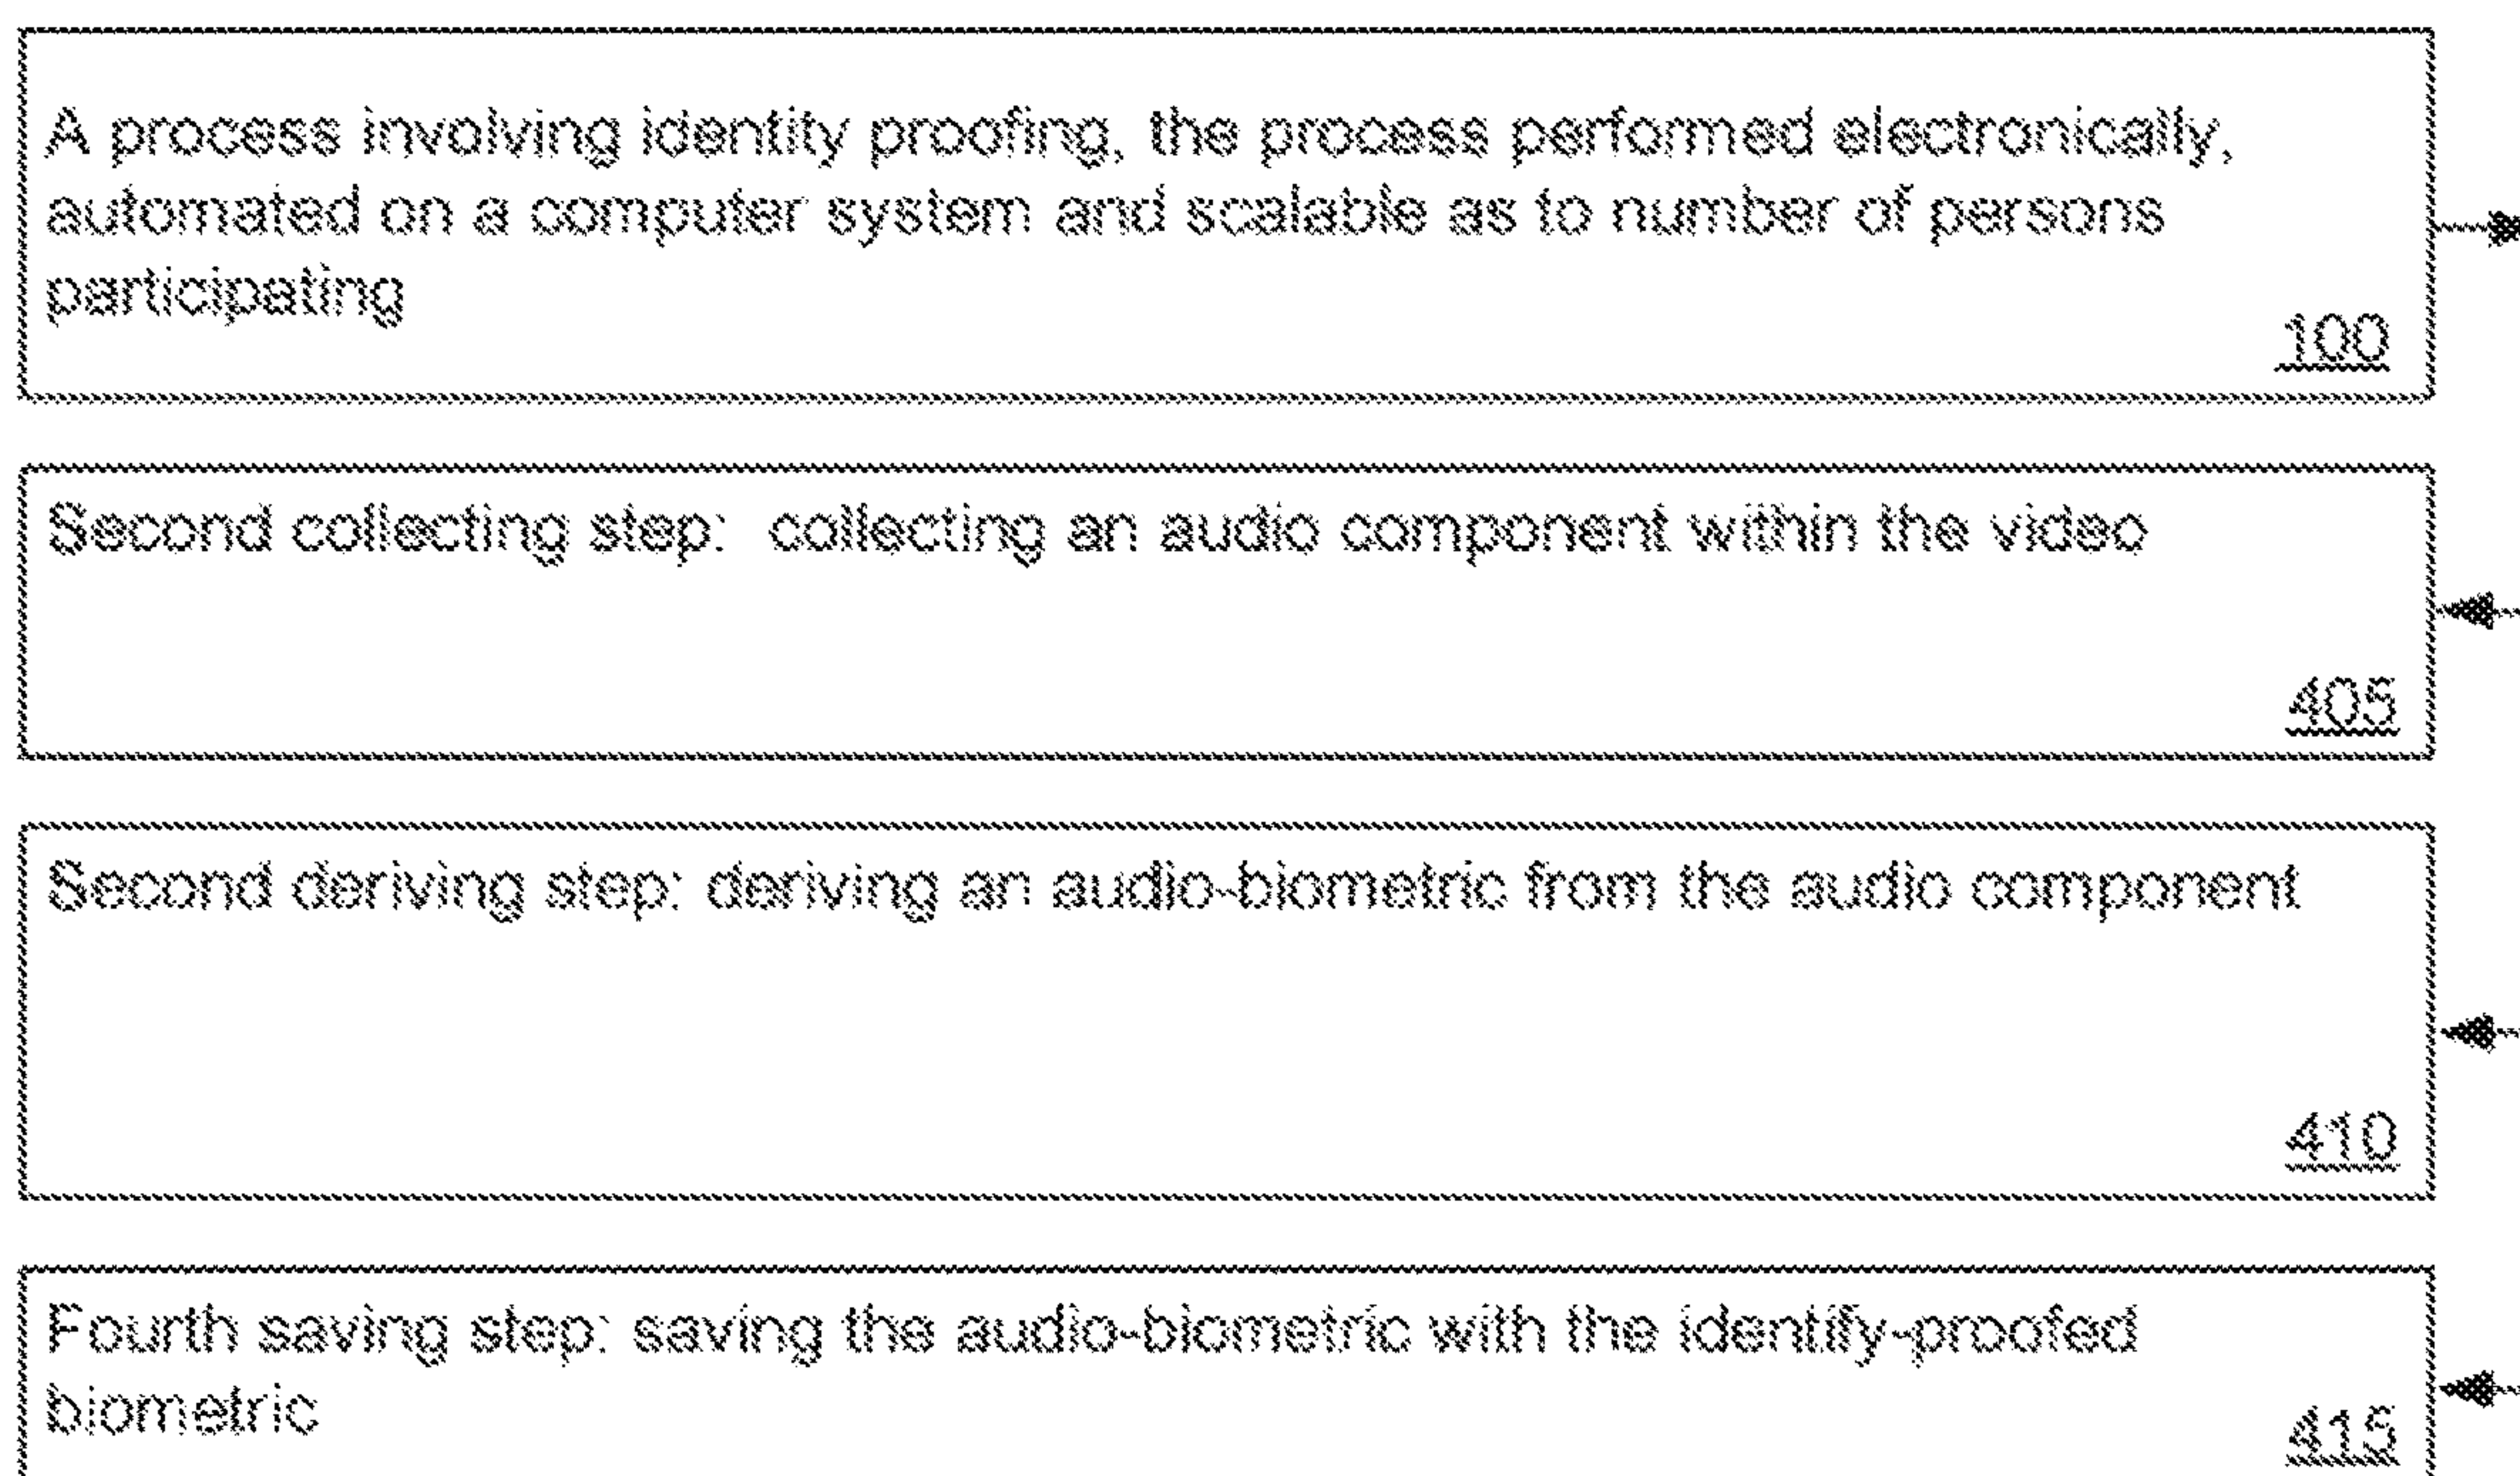 A process involving identity proofing, the process performed electronically,
automated on a computer system and scalable as to number of persons
participating
100
Second collecting step:  collecting an audio component within the video
405
Second deriving step: deriving an audio-biometric from the audio component
410
Fourth saving step: saving the audio-biometric with the identify-proofed
biometric
415